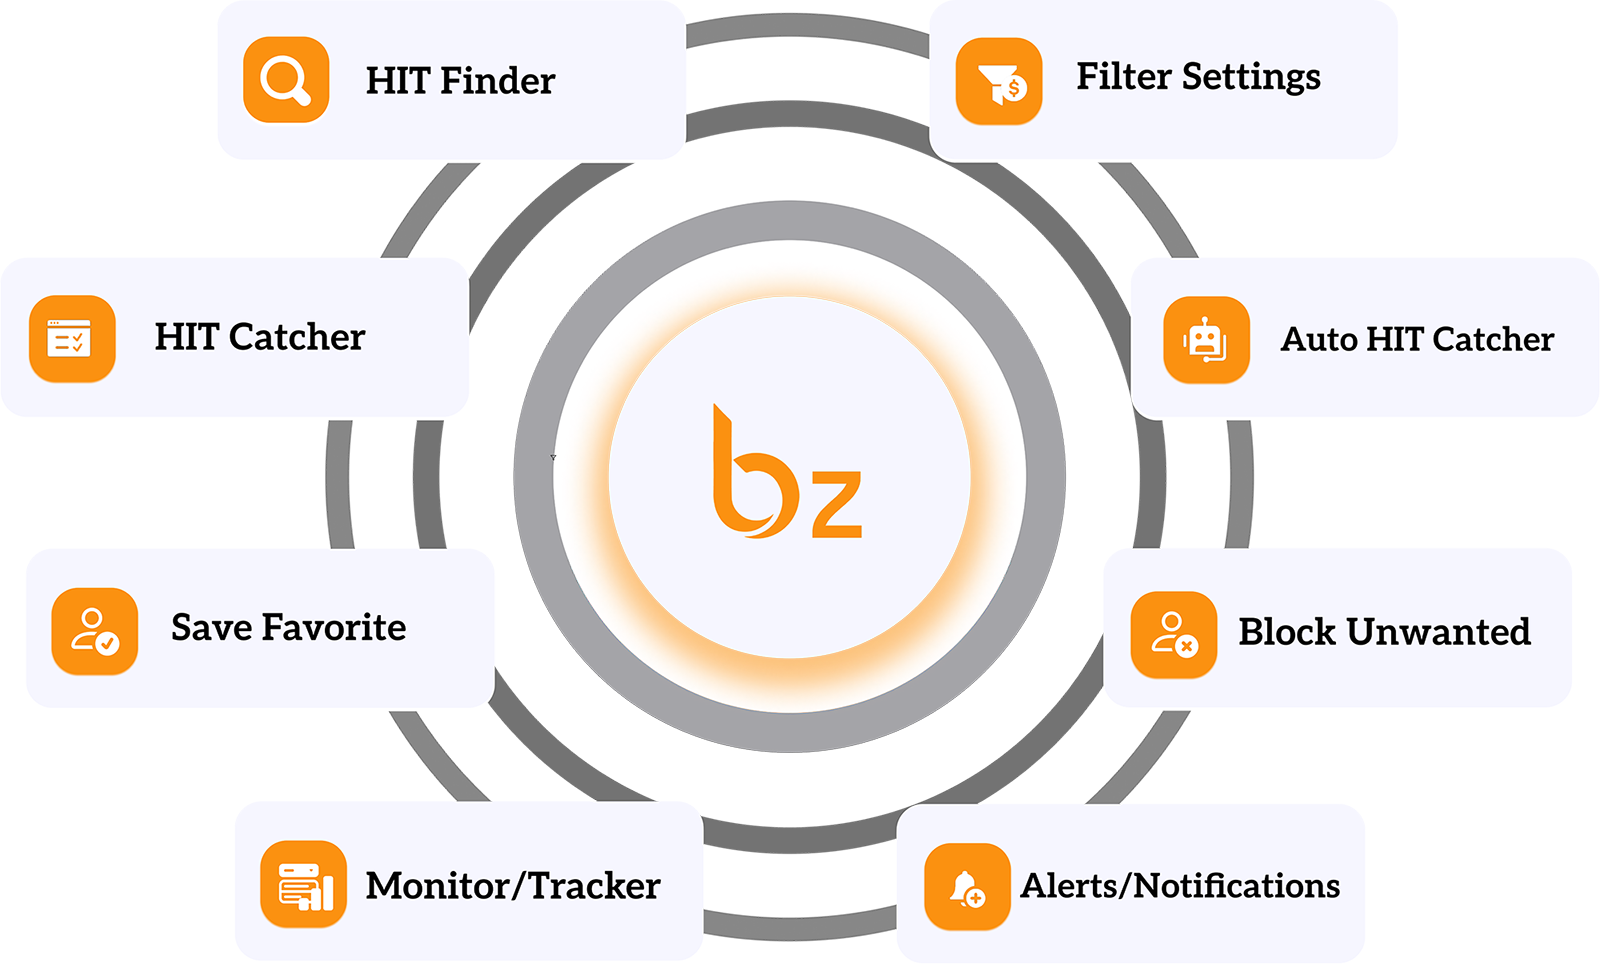 HIT Finder
Filter Settings
HIT Catcher
Auto HIT Catcher
bz
Save Favorite
Block Unwanted
Monitor/Tracker
Alerts/Notifications